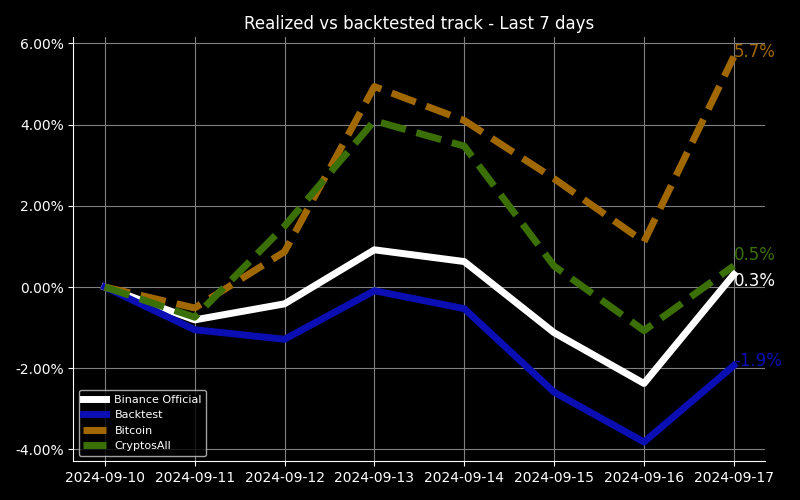 Realized vs backtested track - Last 7 days
6.00%
4.00%
2.00%
0.00%
-2.00%
-4.00%
5.7%
0.5%
0.3%
-1.9%
Binance Official
Backtest
Bitcoin
CryptosAll
2024-09-10 2024-09-11 2024-09-12 2024-09-13 2024-09-14 2024-09-15 2024-09-16 2024-09-17